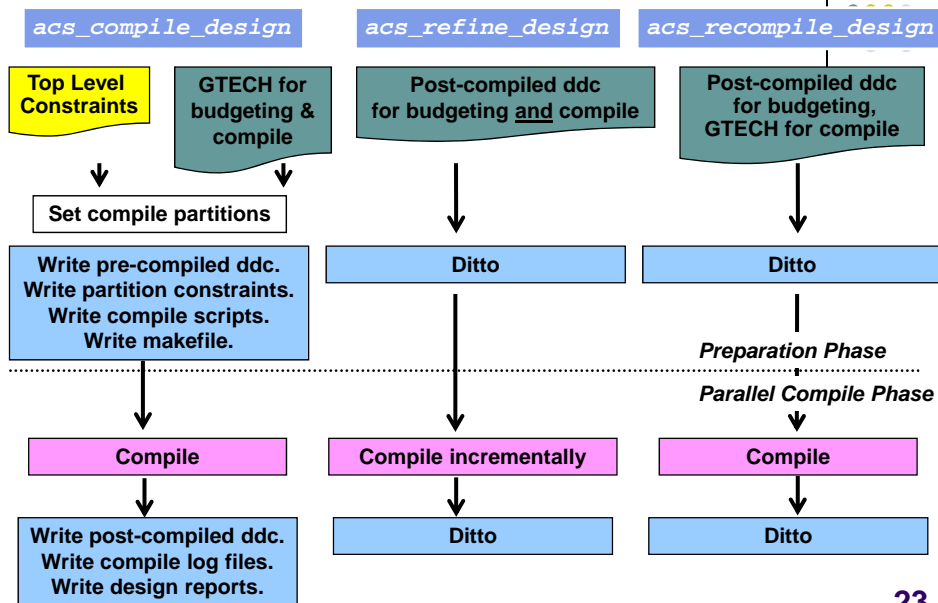 acs_compile_design
acs_refine_design
acs_recompile_design
Top Level
Constraints
GTECH for
budgeting &
compile
Post-compiled ddc
for budgeting and compile
Post-compiled ddc
for budgeting,
GTECH for compile
Set compile partitions
Write pre-compiled ddc.
Write partition constraints.
Write compile scripts.
Write makefile.
Ditto
Ditto
Preparation Phase
Parallel Compile Phase
Compile
Compile incrementally
Compile
Write post-compiled ddc.
Write compile log files.
Write design reports.
Ditto
Ditto
23